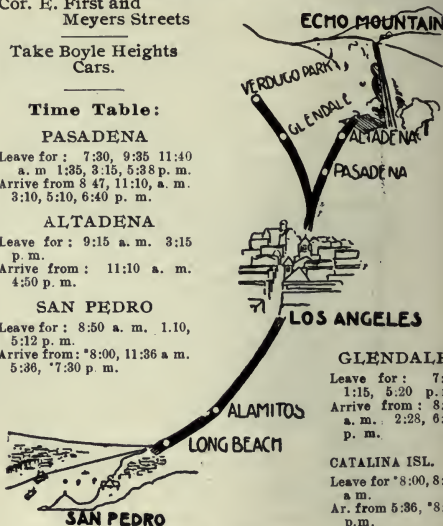 Cor. E. First and
Meyers Streets
Take Boyle Heights
Cars.
Time Table:
PASADENA
Leave for: 7:30, 9:35 11:40
a. m 1:35, 3:15, 5:38 p. m.
Arrive from 8 47, 11:10, a. m.
3:10, 5:10, 6:40 p. m.
ALTADENA
Leave for: 9:15 a. m. 3:15
p. m.
Arrive from: 11:10 a. m.
4:50 p. m.
SAN PEDRO
Leave for: 8:50 a. m. 1.10,
5:12 p. m.
Arrive from: *8:00, 11:36 a m.
5:36, *7:30 p. m.
ECHO MOUNTAIN
VERDUGO PARK
GLENDALE
ALTADENA
PASADENA
LOS ANGELES
ALAMITOS
LONG BEACH
SAN PEDRO
GLENDALE
Leave for: 7:
1:15, 5:20 p.
Arrive from: 8:
a. m. 2:28, 6:
p. m.
CATALINA ISL.
Leave for *8:00, 8:
a m.
Ar. from 5:36, *8
p.m.